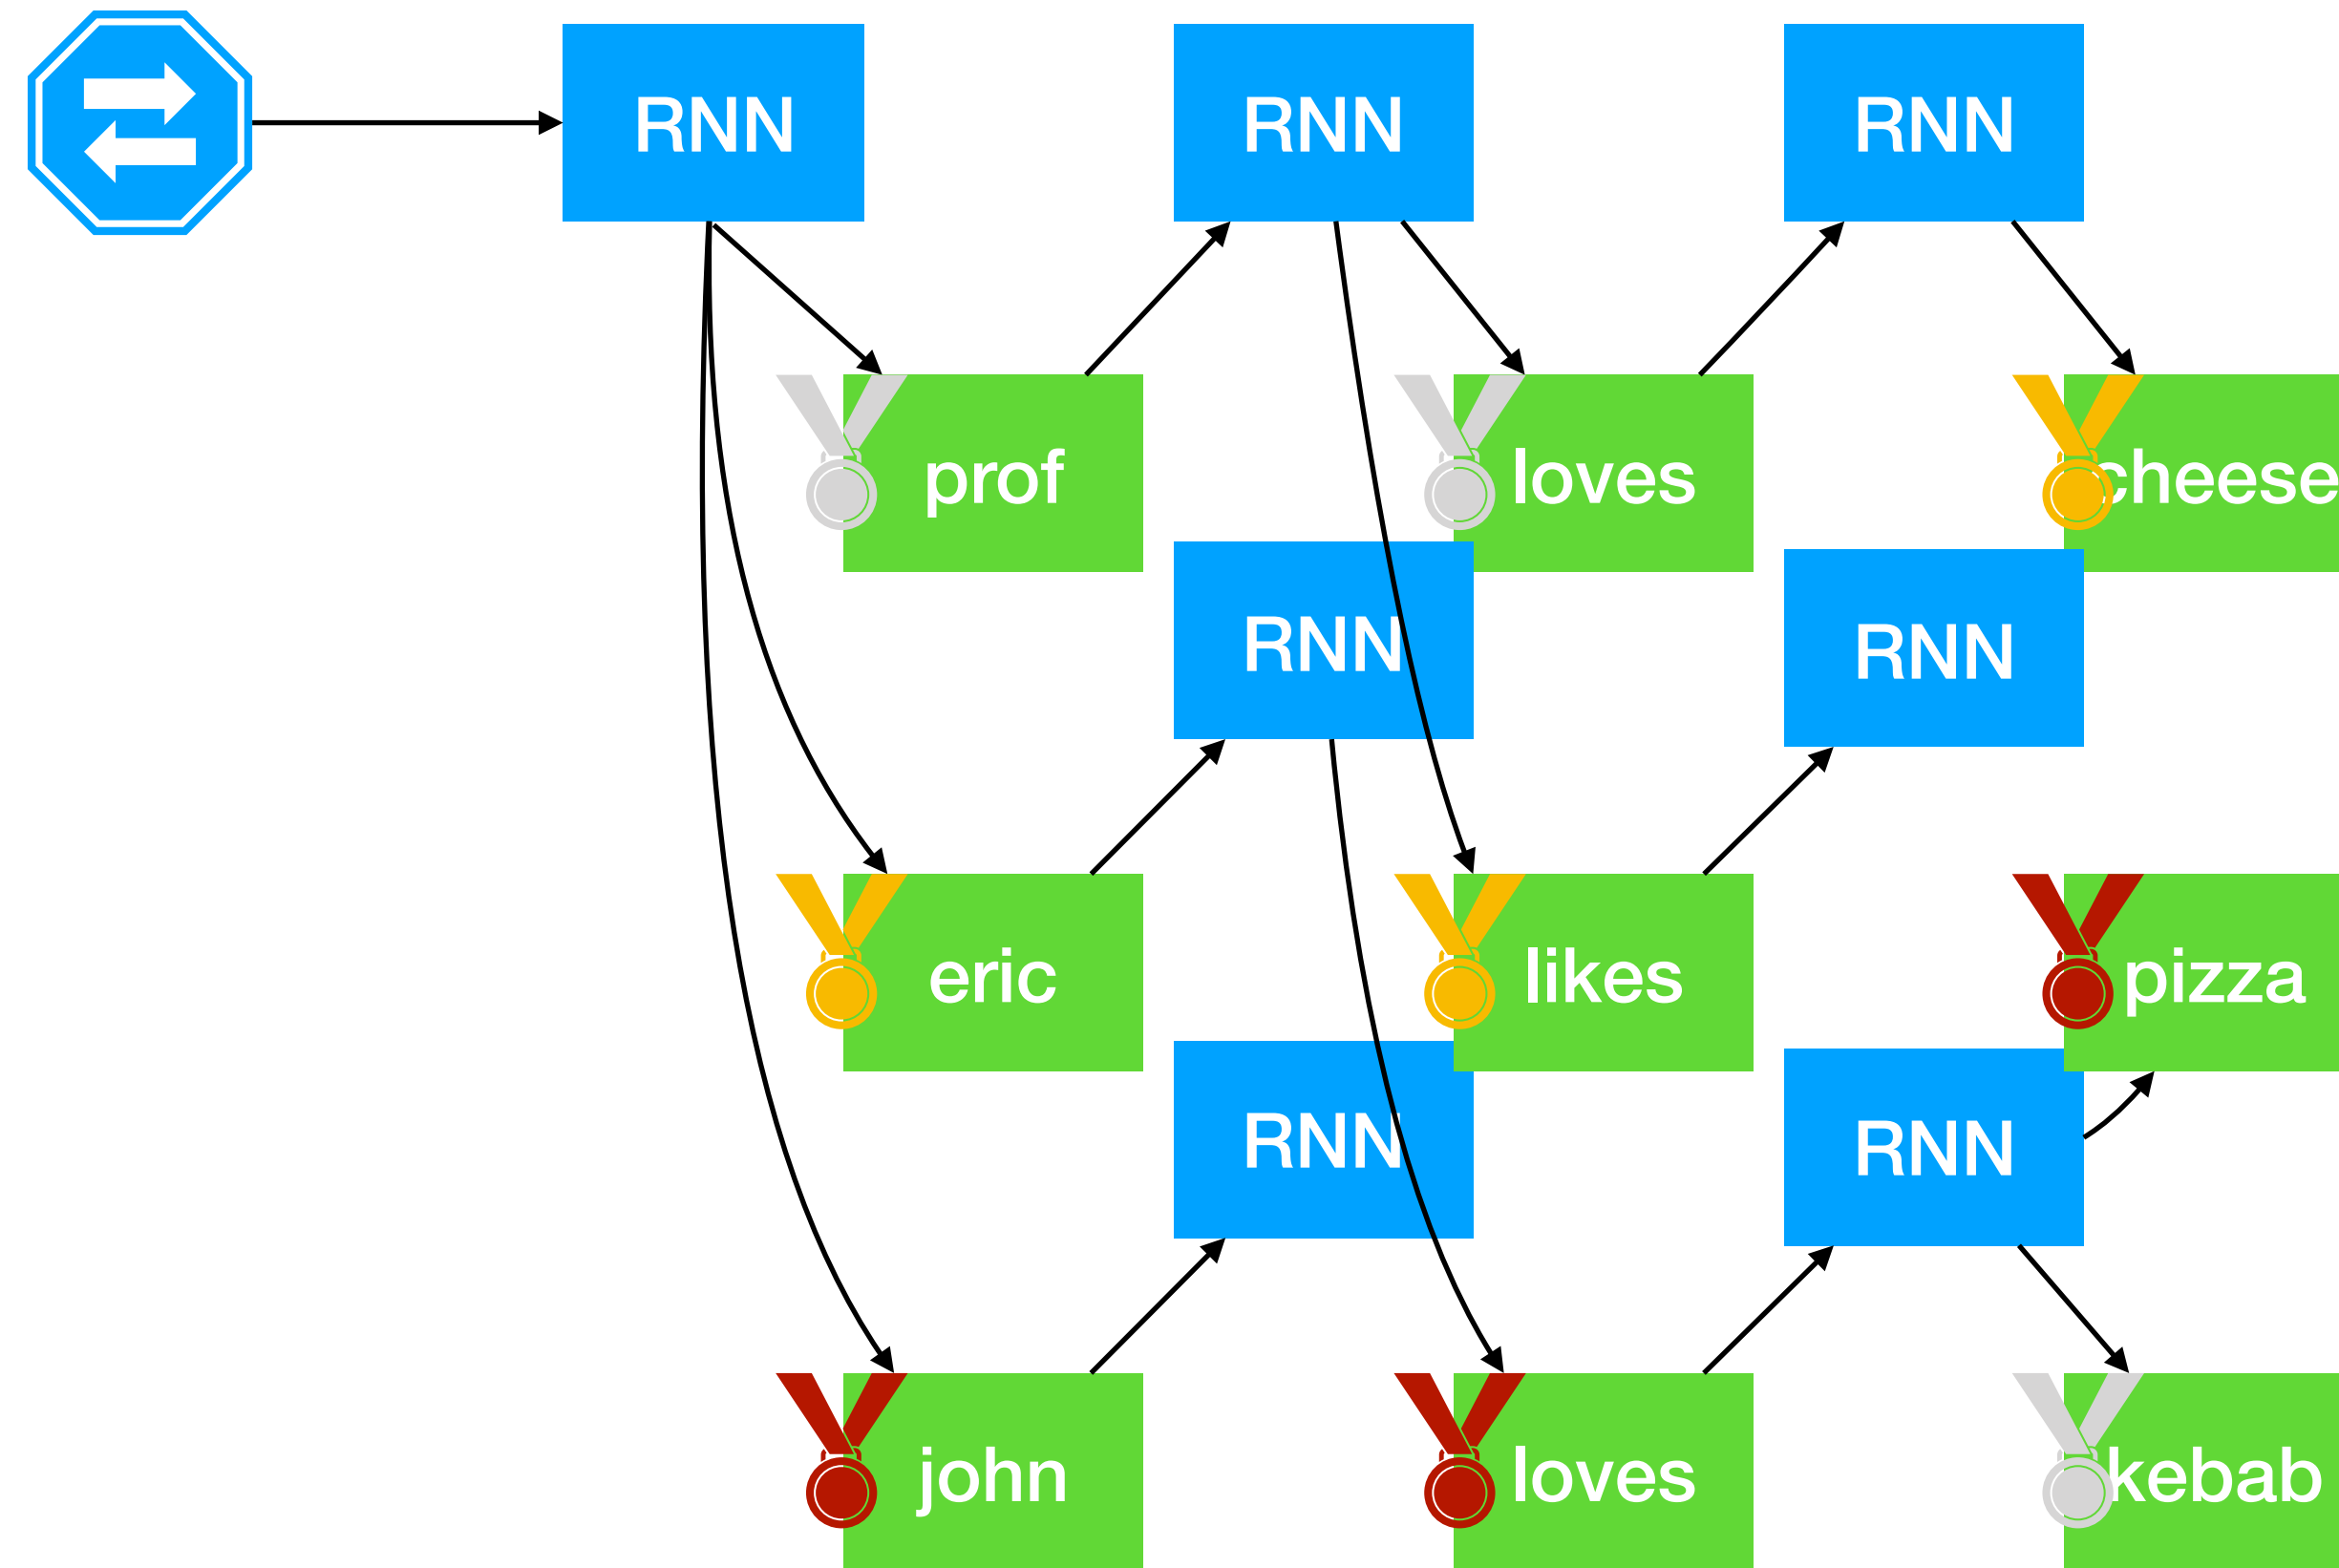 RNN RNN RNN
prof loves cheese
RNN RNN
eric likes pizza
RNN RNN
john loves kebab